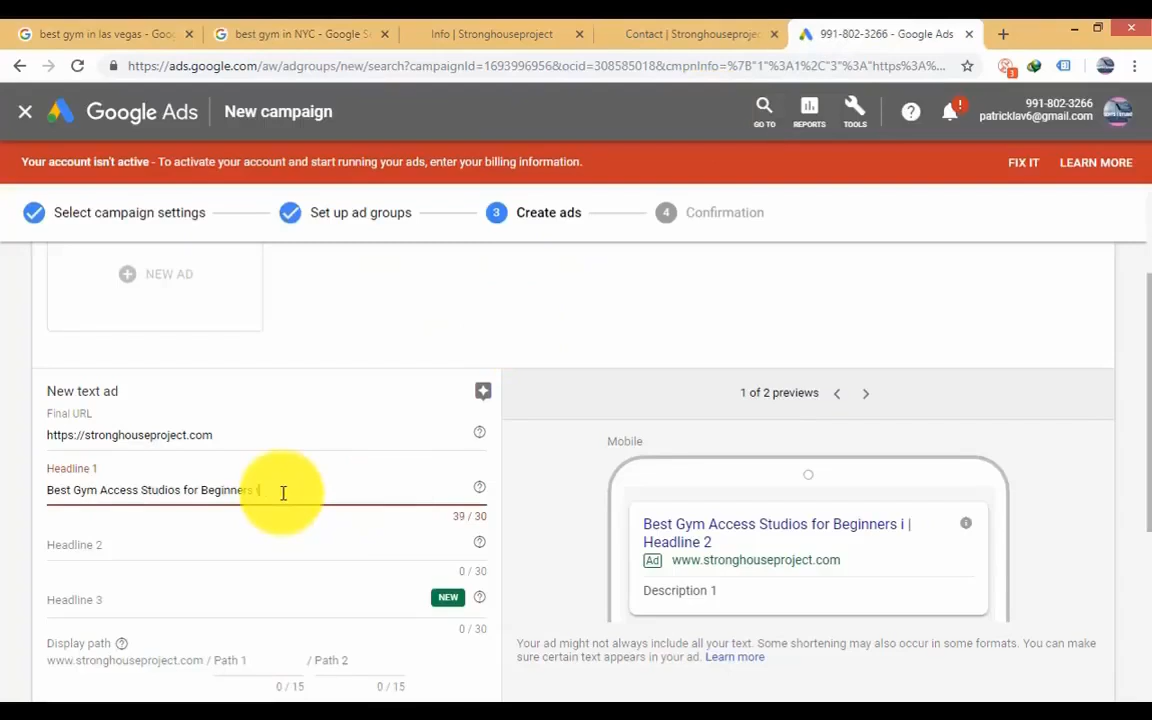 best gym in las vegas - Goog
best gym in NYC - Google Se
Info | Stronghouseproject
Contact | Stronghouseprojec
991-802-3266 - Google Ads
https://ads.google.com/aw/adgroups/new/search?campaignId=1693996956&ocid=308585018&cmpnInfo=%7B"1"%3A1%2C"3"%3A"https%3A...
3
Google Ads
New campaign
GO TO
REPORTS
TOOLS
!
991-802-3266
patricklav6@gmail.com
Your account isn't active - To activate your account and start running your ads, enter your billing information.
FIX IT
LEARN MORE
Select campaign settings
Set up ad groups
3 Create ads
4 Confirmation
NEW AD
New text ad
Final URL
https://stronghouseproject.com
Headline 1
Best Gym Access Studios for Beginners i
39 / 30
Headline 2
0 / 30
Headline 3
NEW
0 / 30
Display path
www.stronghouseproject.com / Path 1 / Path 2
0 / 15
0 / 15
1 of 2 previews
Mobile
Best Gym Access Studios for Beginners i |
Headline 2
Ad www.stronghouseproject.com
Description 1
Your ad might not always include all your text. Some shortening may also occur in some formats. You can make
sure certain text appears in your ad. Learn more